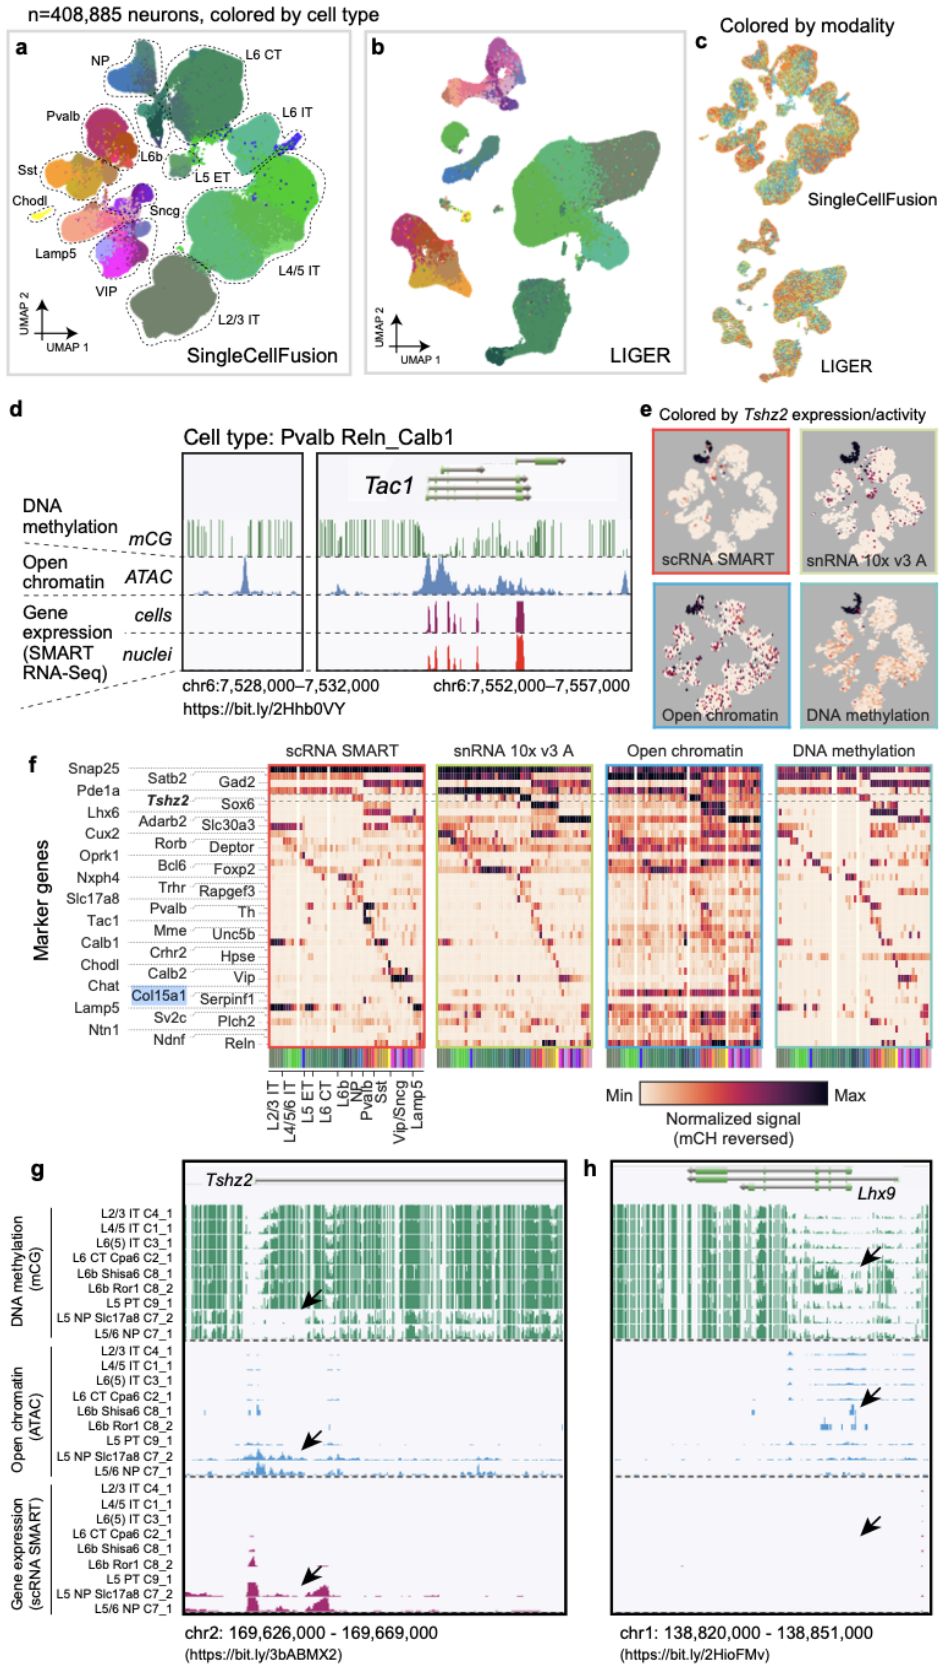 n=408,885 neurons, colored by cell type
Colored by modality
a
NP
L6 CT
Pvalb
L6 IT
L6b
Sst
L5 ET
Chodl
Sncg
Lamp5
VIP
L4/5 IT
L2/3 IT
UMAP 2
UMAP 1
SingleCellFusion
b
UMAP 2
UMAP 1
LIGER
c
SingleCellFusion
LIGER
d
Cell type: Pvalb Reln_Calb1
Tac1
DNA
methylation
mCG
Open
chromatin
ATAC
Gene
expression
(SMART
RNA-Seq)
cells
nuclei
chr6:7,528,000–7,532,000
chr6:7,552,000–7,557,000
https://bit.ly/2Hhb0VY
e
Colored by Tshz2 expression/activity
scRNA SMART
snRNA 10x v3 A
Open chromatin
DNA methylation
f
scRNA SMART
snRNA 10x v3 A
Open chromatin
DNA methylation
Marker genes
Snap25
Satb2
Gad2
Pde1a
Tshz2
Sox6
Lhx6
Adarb2
Slc30a3
Cux2
Rorb
Deptor
Oprk1
Bcl6
Foxp2
Nxph4
Trhr
Rapgef3
Slc17a8
Pvalb
Th
Tac1
Mme
Unc5b
Calb1
Crhr2
Hpse
Chodl
Calb2
Vip
Chat
Col15a1
Serpinf1
Lamp5
Sv2c
Plch2
Ntn1
Ndnf
Reln
L2/3 IT
L4/5/6 IT
L5 ET
L6 CT
L6b
NP
Pvalb
Sst
Vip/Sncg
Lamp5
Min
Max
Normalized signal
(mCH reversed)
g
Tshz2
DNA methylation
(mCG)
L2/3 IT C4_1
L4/5 IT C1_1
L6(5) IT C3_1
L6 CT Cpa6 C2_1
L6b Shisa6 C8_1
L6b Ror1 C8_2
L5 PT C9_1
L5 NP Slc17a8 C7_2
L5/6 NP C7_1
Open chromatin
(ATAC)
L2/3 IT C4_1
L4/5 IT C1_1
L6(5) IT C3_1
L6 CT Cpa6 C2_1
L6b Shisa6 C8_1
L6b Ror1 C8_2
L5 PT C9_1
L5 NP Slc17a8 C7_2
L5/6 NP C7_1
Gene expression
(scRNA SMART)
L2/3 IT C4_1
L4/5 IT C1_1
L6(5) IT C3_1
L6 CT Cpa6 C2_1
L6b Shisa6 C8_1
L6b Ror1 C8_2
L5 PT C9_1
L5 NP Slc17a8 C7_2
L5/6 NP C7_1
chr2: 169,626,000 - 169,669,000
(https://bit.ly/3bABMX2)
h
Lhx9
chr1: 138,820,000 - 138,851,000
(https://bit.ly/2HioFMv)